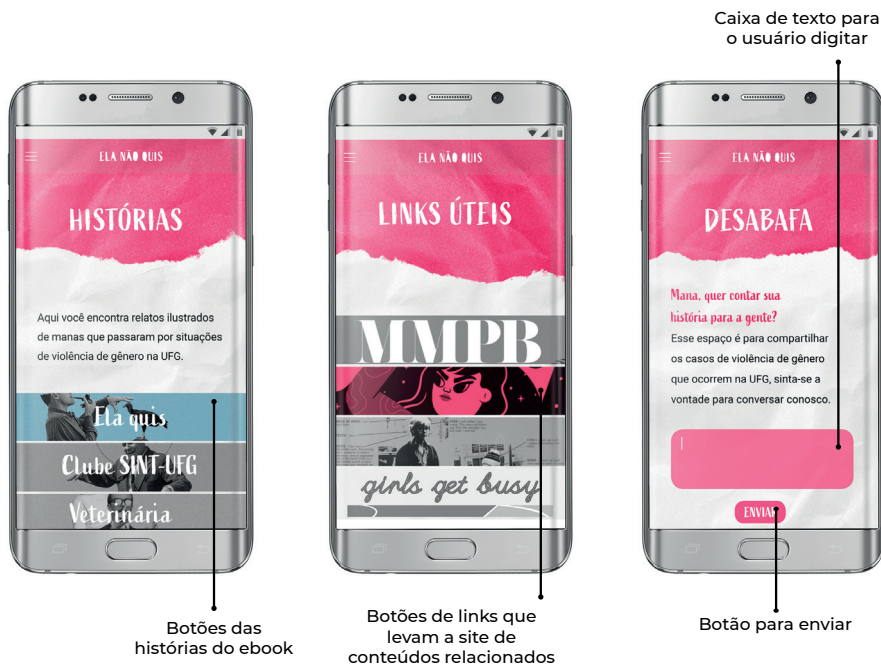 Caixa de texto para
o usuário digitar
ELA NÃO QUIS
HISTÓRIAS
Aqui você encontra relatos ilustrados
de manas que passaram por situações
de violência de gênero na UFG.
Ela quis
Clube SINT-UFG
Veterinária
Botões das
histórias do ebook
ELA NÃO QUIS
LINKS ÚTEIS
MMPB
girls get busy
Botões de links que
levam a site de
conteúdos relacionados
ELA NÃO QUIS
DESABAFA
Mana, quer contar sua
história para a gente?
Esse espaço é para compartilhar
os casos de violência de gênero
que ocorrem na UFG, sinta-se a
vontade para conversar conosco.
ENVIAR
Botão para enviar